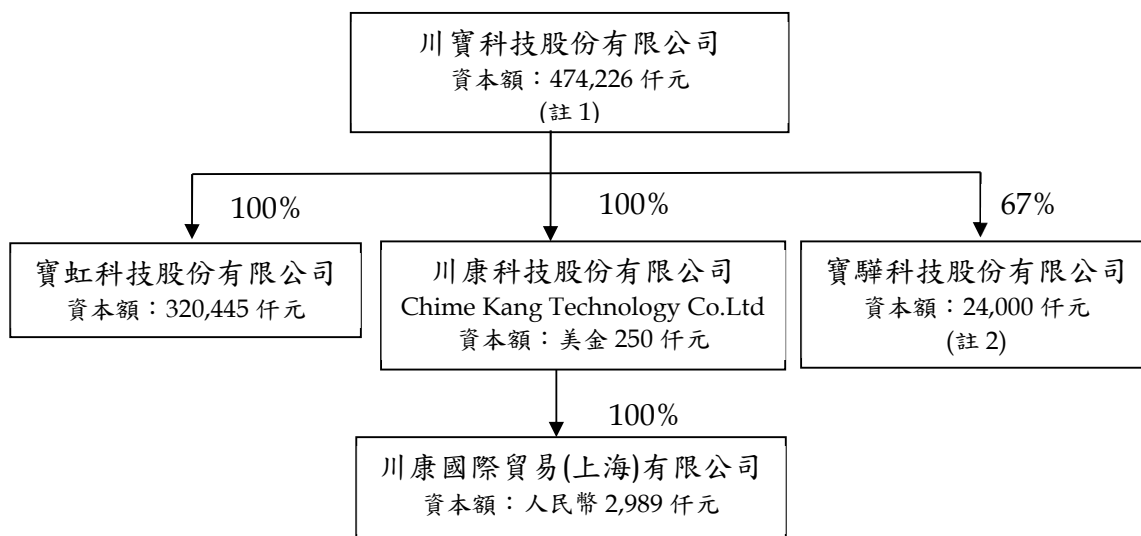 川寶科技股份有限公司
資本額：474,226 仟元
(註 1)
100%
100%
67%
寶虹科技股份有限公司
資本額：320,445 仟元
川康科技股份有限公司
Chime Kang Technology Co.Ltd
資本額：美金 250 仟元
寶驊科技股份有限公司
資本額：24,000 仟元
(註 2)
100%
川康國際貿易(上海)有限公司
資本額：人民幣 2,989 仟元